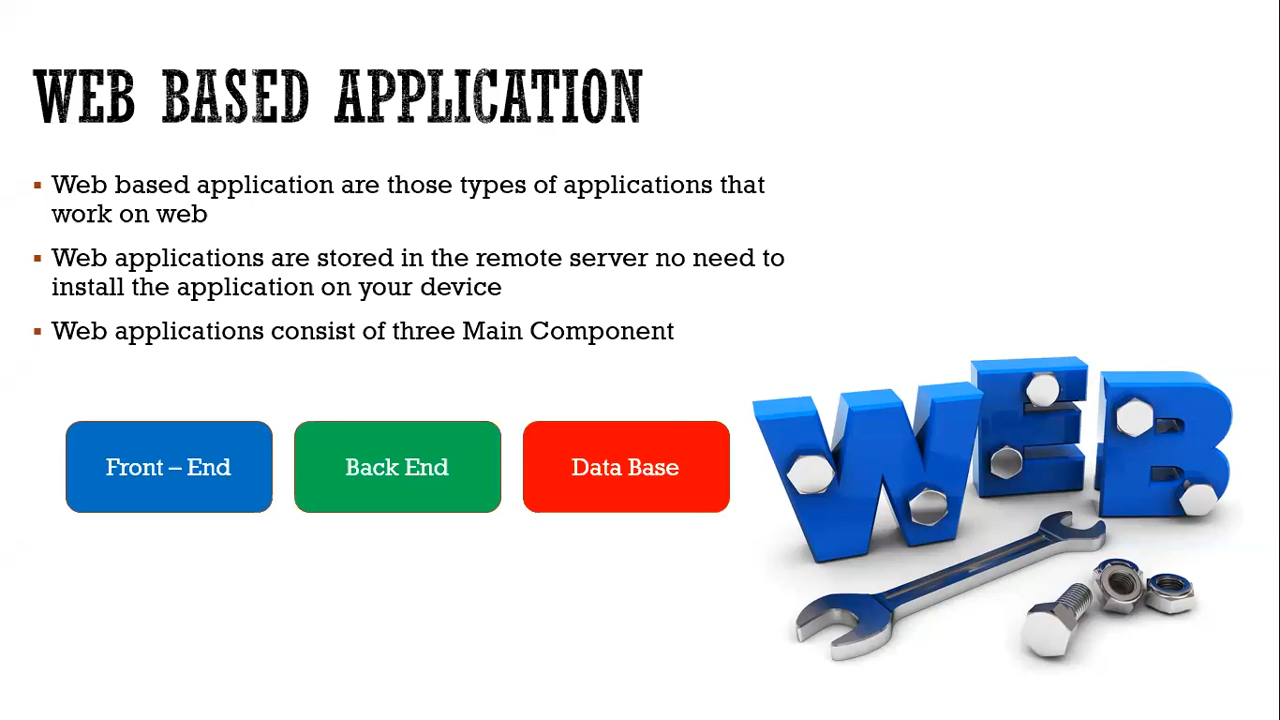 WEB BASED APPLICATION
▪ Web based application are those types of applications that
work on web
▪ Web applications are stored in the remote server no need to
install the application on your device
▪ Web applications consist of three Main Component
Front – End
Back End
Data Base
WEB